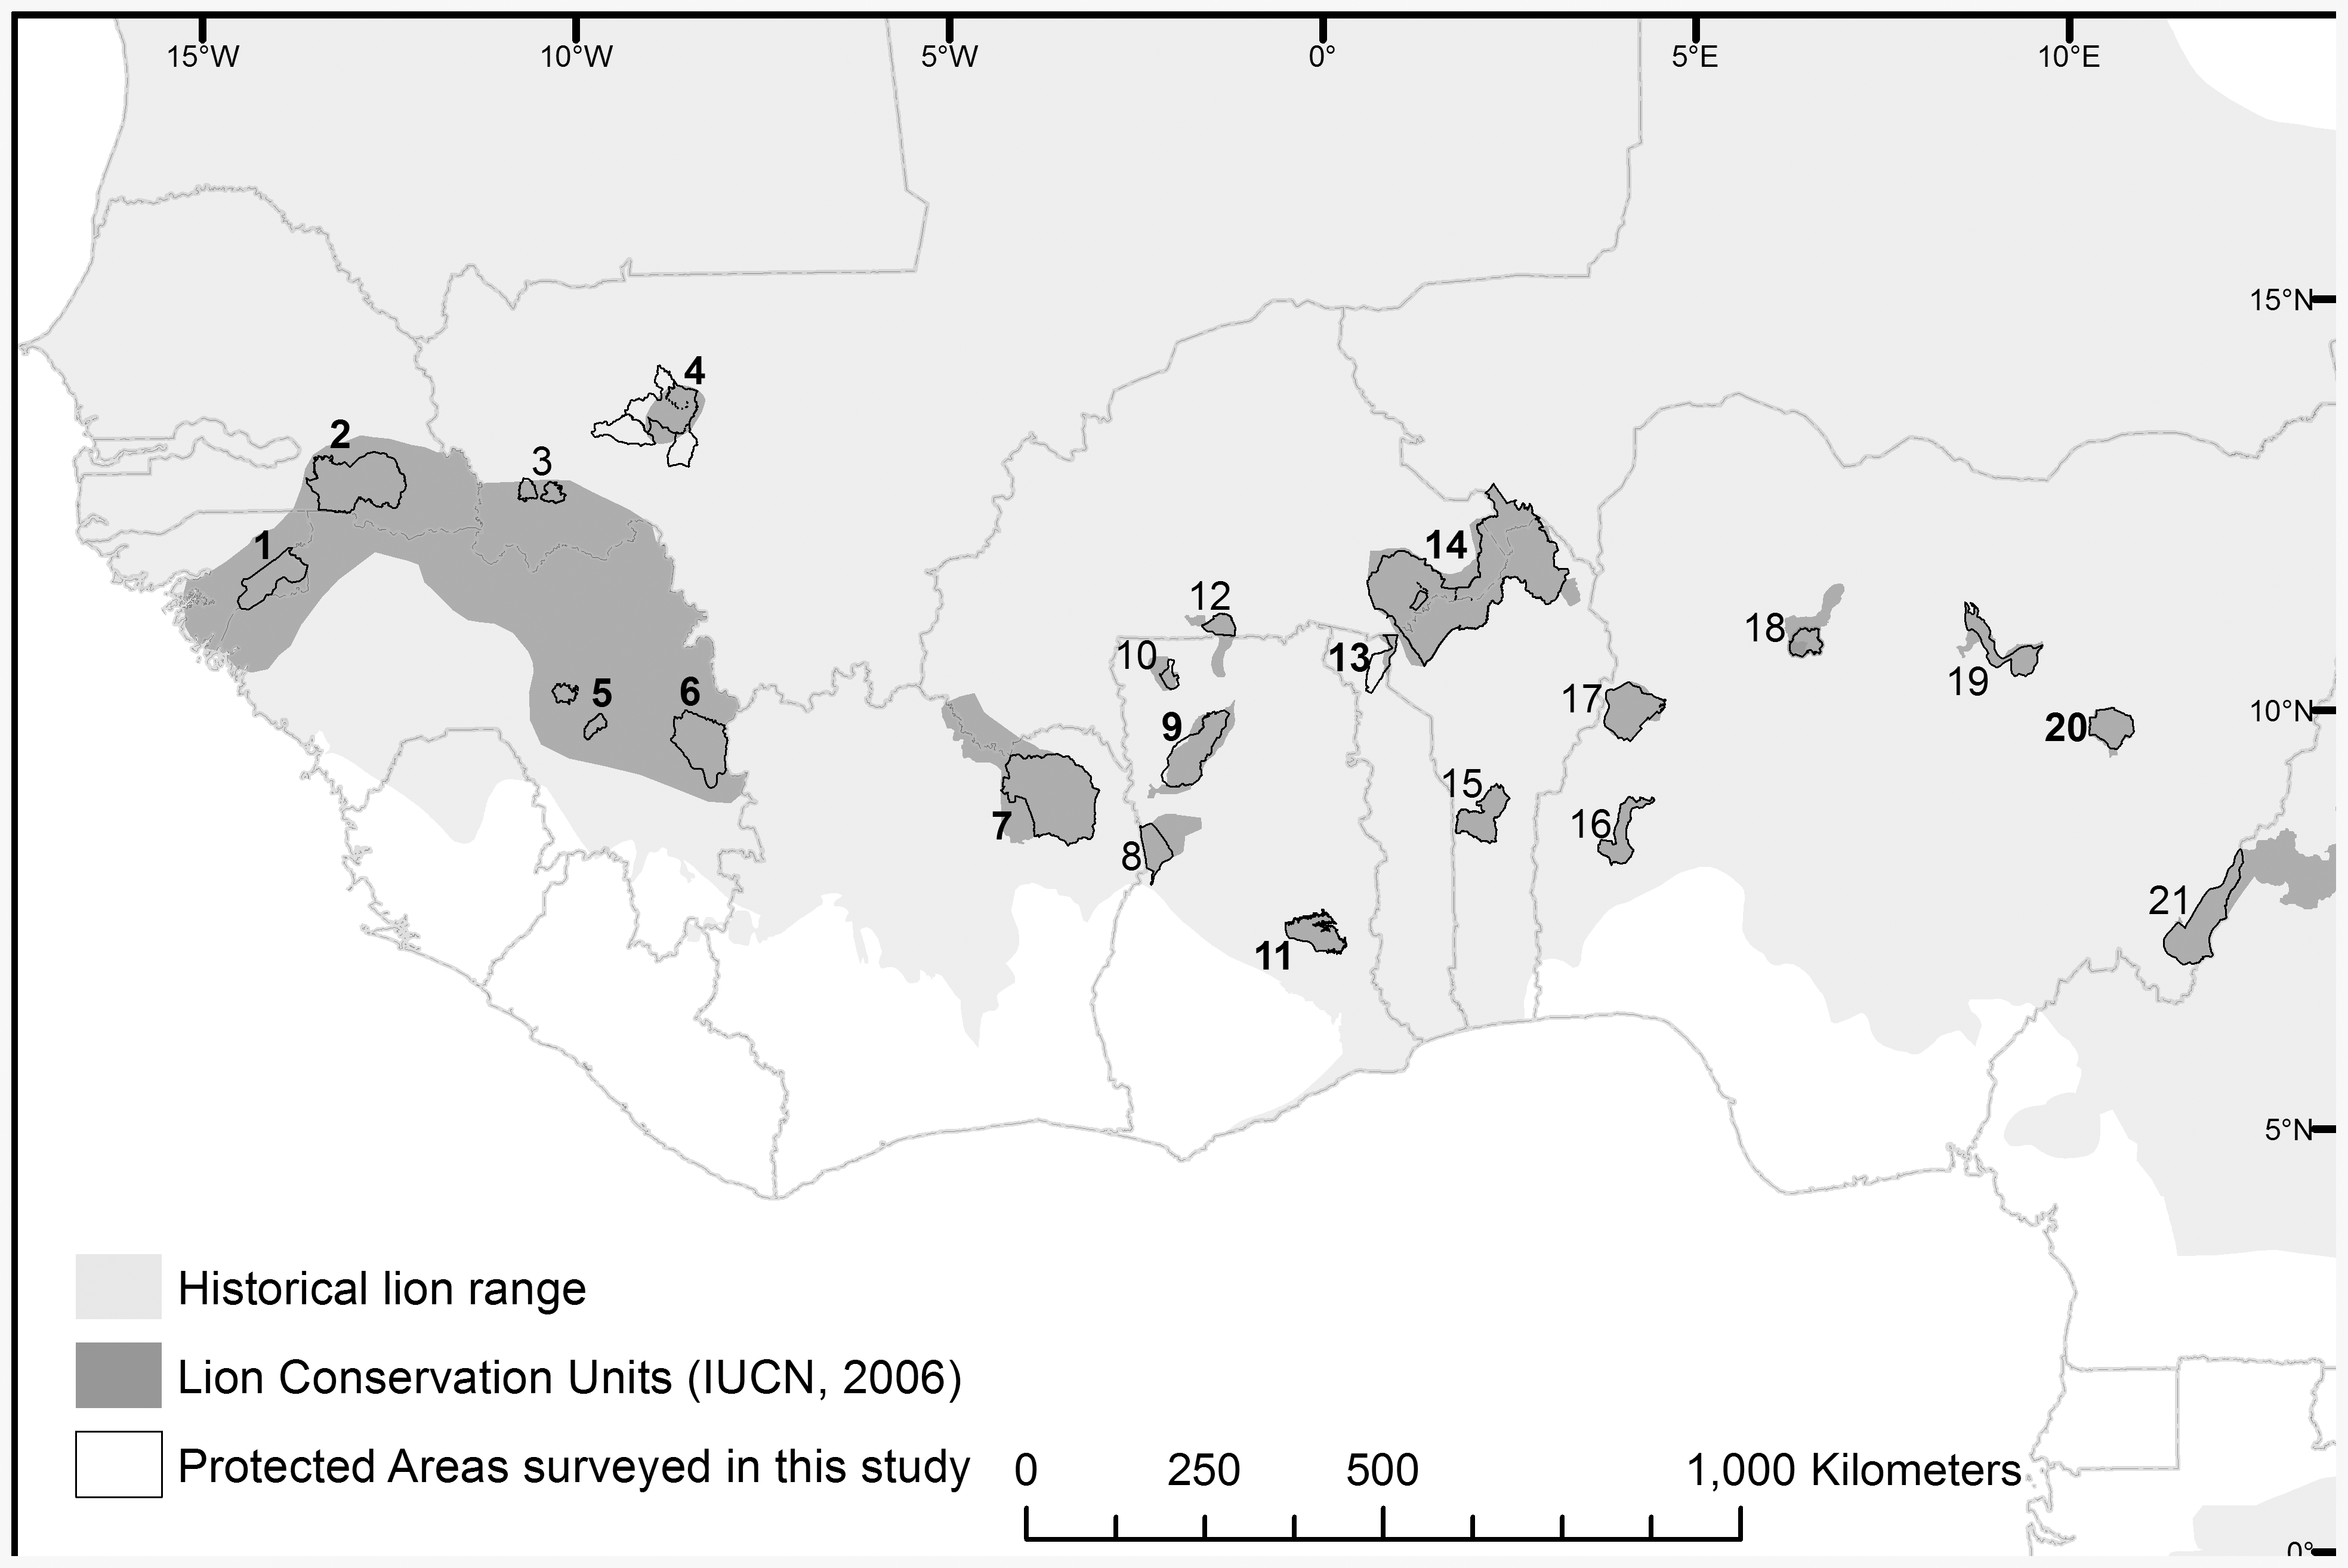 15°W 10°W 5°W 0° 5°E 10°E
15°N
4
2
3
1
14
12
18
10
13
19
5
6
17
10°N
9
20
15
7
16
8
21
11
5°N
Historical lion range
Lion Conservation Units (IUCN, 2006)
Protected Areas surveyed in this study
0 250 500 1,000 Kilometers
0°